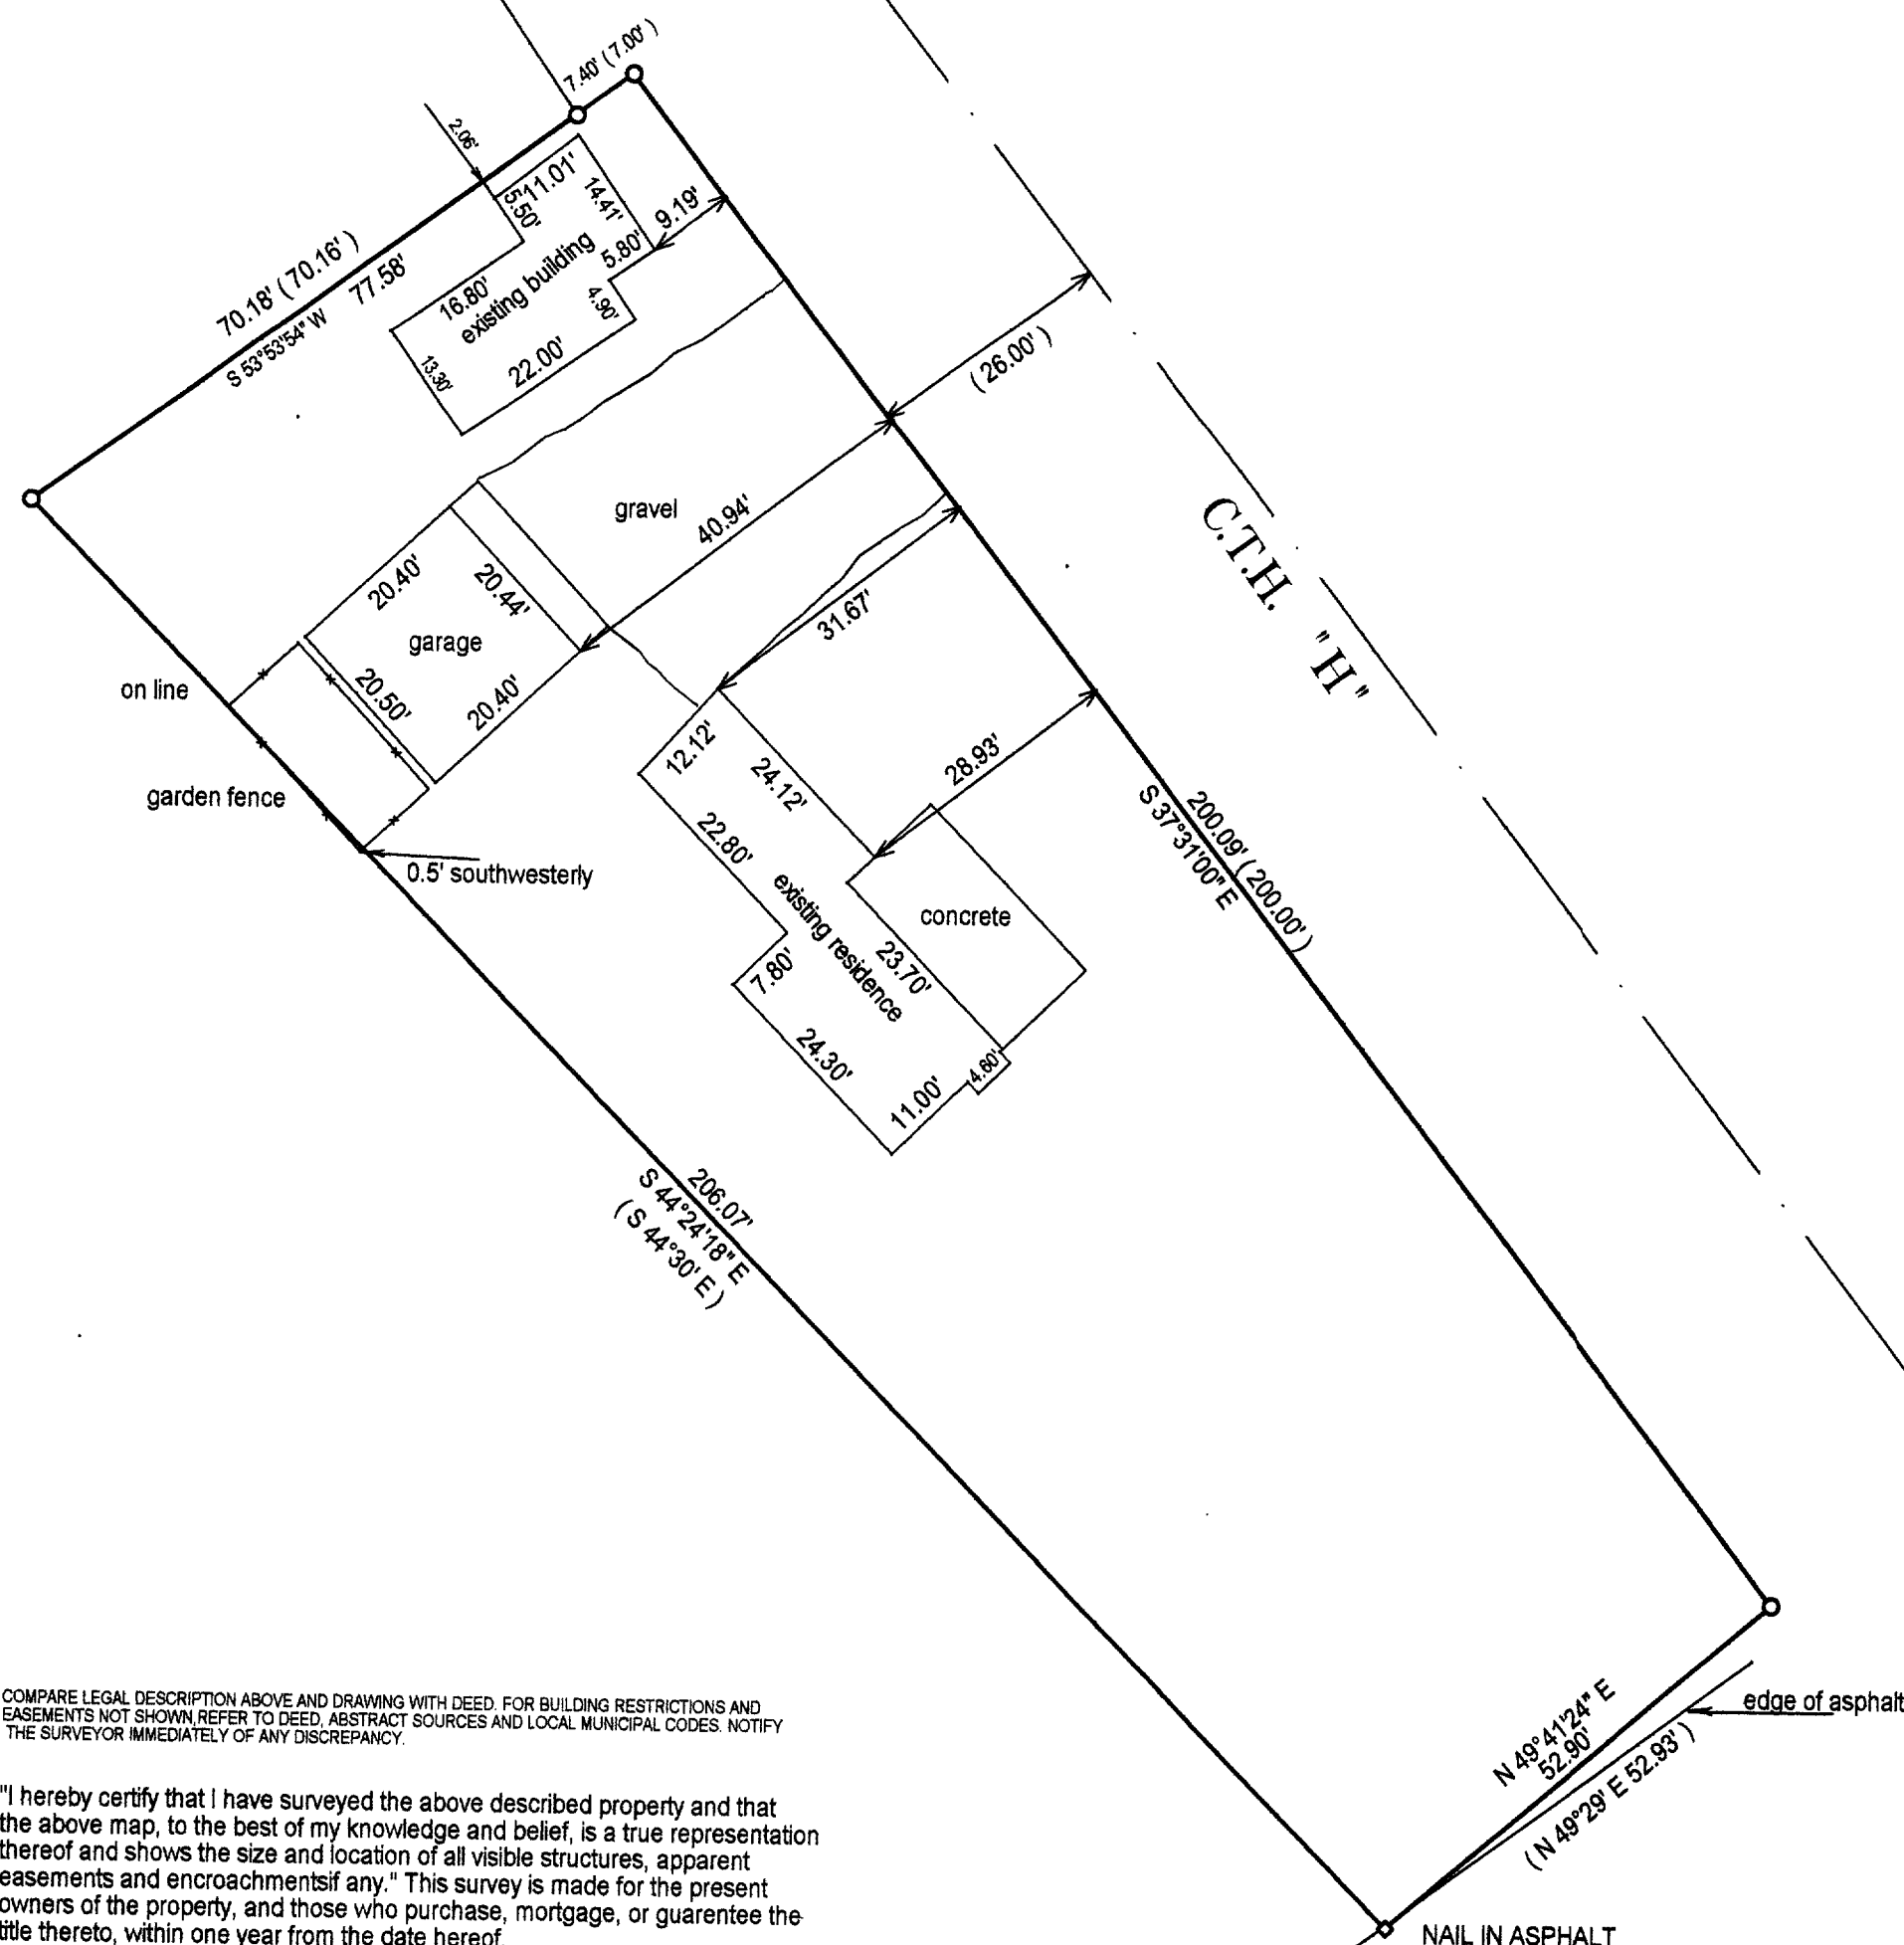 7.40' ( 7.00' )
2.06'
11.01'
5.50'
14.41'
9.19'
5.80'
existing building
16.80'
4.90'
22.00'
13.30'
70.18' ( 70.16' )
77.58'
S 53°53'54" W
( 26.00' )
gravel
40.94'
C.T.H. "H"
20.40'
20.44'
garage
20.50'
20.40'
31.67'
on line
garden fence
0.5' southwesterly
12.12'
24.12'
28.93'
22.80'
existing residence
concrete
23.70'
7.80'
24.30'
11.00'
4.60'
200.09' ( 200.00' )
S 37°31'00" E
206.07'
S 44°24'18" E
( S 44°30' E )
edge of asphalt
N 49°41'24" E
52.90'
( N 49°29' E 52.93' )
NAIL IN ASPHALT
COMPARE LEGAL DESCRIPTION ABOVE AND DRAWING WITH DEED. FOR BUILDING RESTRICTIONS AND
EASEMENTS NOT SHOWN,REFER TO DEED, ABSTRACT SOURCES AND LOCAL MUNICIPAL CODES. NOTIFY
THE SURVEYOR IMMEDIATELY OF ANY DISCREPANCY.
"I hereby certify that I have surveyed the above described property and that
the above map, to the best of my knowledge and belief, is a true representation
thereof and shows the size and location of all visible structures, apparent
easements and encroachmentsif any." This survey is made for the present
owners of the property, and those who purchase, mortgage, or guarentee the
title thereto, within one year from the date hereof.